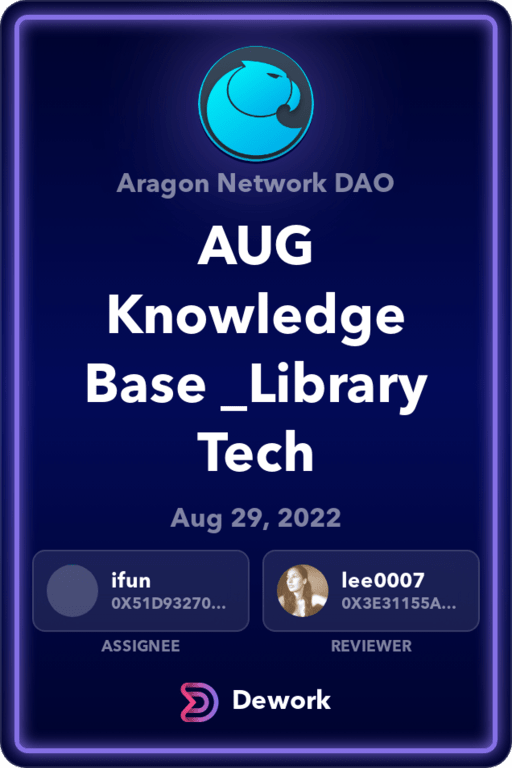 Aragon Network DAO
AUG
Knowledge
Base _Library
Tech
Aug 29, 2022
ifun
0X51D93270...
lee0007
0X3E31155A...
ASSIGNEE
REVIEWER
Dework